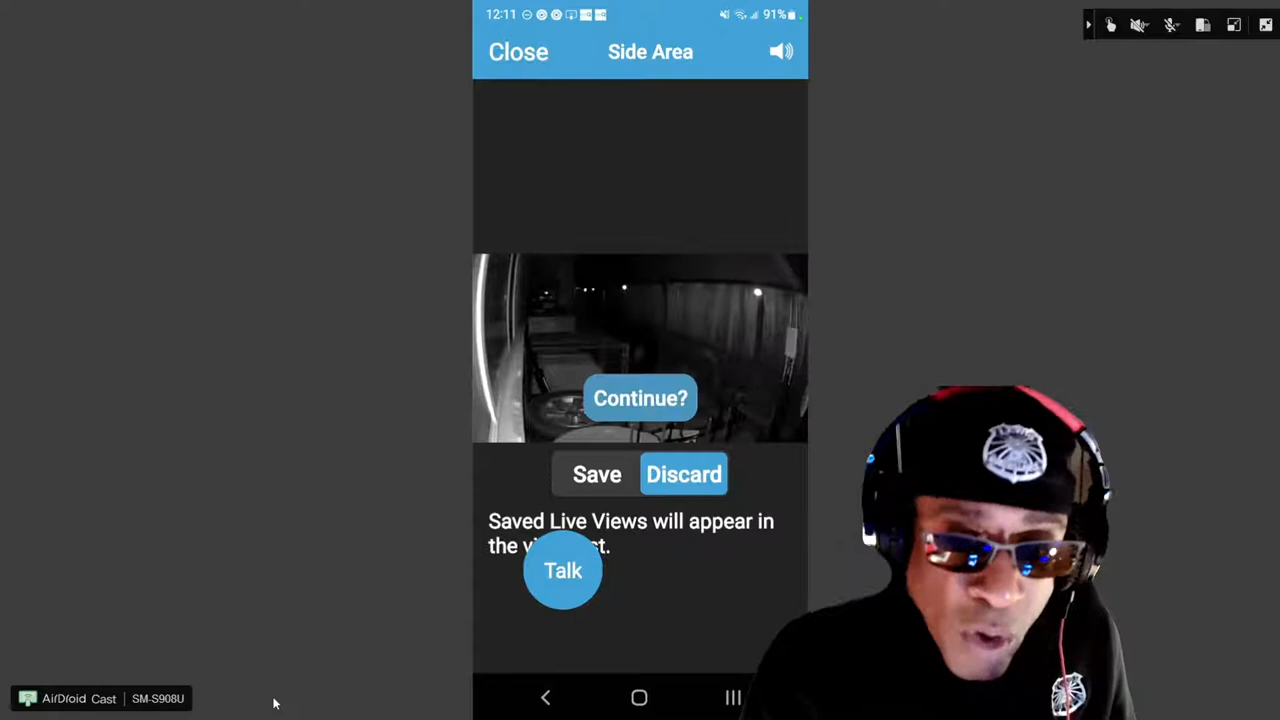 12:11
91%
Close
Side Area
Continue?
Save
Discard
Saved Live Views will appear in
the
Talk
AirDroid Cast | SM-S908U